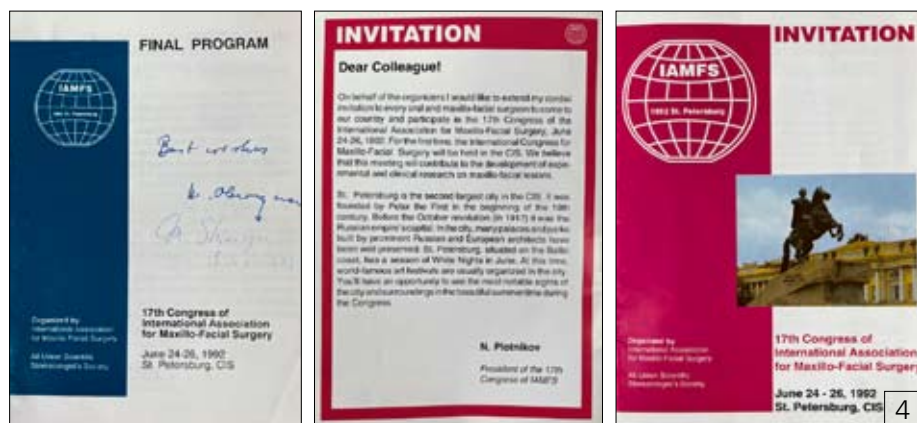 FINAL PROGRAM
IAMFS
1992 St. Petersburg
Best wishes
Organized by
International Association
for Maxillo-Facial Surgery
All Union Scientific
Stomatologist's Society
17th Congress of
International Association
for Maxillo-Facial Surgery
June 24-26, 1992
St. Petersburg, CIS
INVITATION
Dear Colleague!
On behalf of the organizers I would like to extend my cordial
invitation to every oral and maxillo-facial surgeon to come to
our country and participate in the 17th Congress of the
International Association for Maxillo-Facial Surgery, June
24-26, 1992. For the first time, the International Congress for
Maxillo-Facial Surgery will be held in the CIS. We believe
that this meeting will contribute to the development of exper-
imental and clinical research on maxillo-facial lesions.
St. Petersburg is the second largest city in the CIS. It was
founded by Peter the First in the beginning of the 18th
century. Before the October revolution (in 1917) it was the
Russian empire's capital. In the city, many palaces and parks
built by prominent Russian and European architects have
been well presented. St. Petersburg, situated on the Baltic
coast, has a season of White Nights in June. At this time,
world-famous art festivals are usually organized in the city.
You'll have an opportunity to see the most notable sights of
the city and surroundings in the beautiful summertime during
the Congress.
N. Plotnikov
President of the 17th
Congress of IAMFS
INVITATION
IAMFS
1992 St. Petersburg
Organized by
International Association
for Maxillo-Facial Surgery
All Union Scientific
Stomatologist's Society
17th Congress of
International Association
for Maxillo-Facial Surgery
June 24 - 26, 1992
St. Petersburg, CIS
4